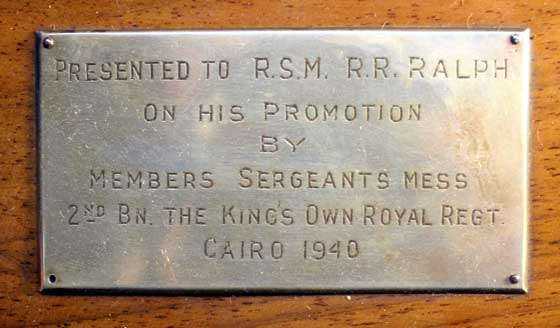 PRESENTED TO R.S.M. R.R. RALPH
ON HIS PROMOTION
BY
MEMBERS SERGEANTS MESS
2ND BN. THE KING'S OWN ROYAL REGT.
CAIRO 1940